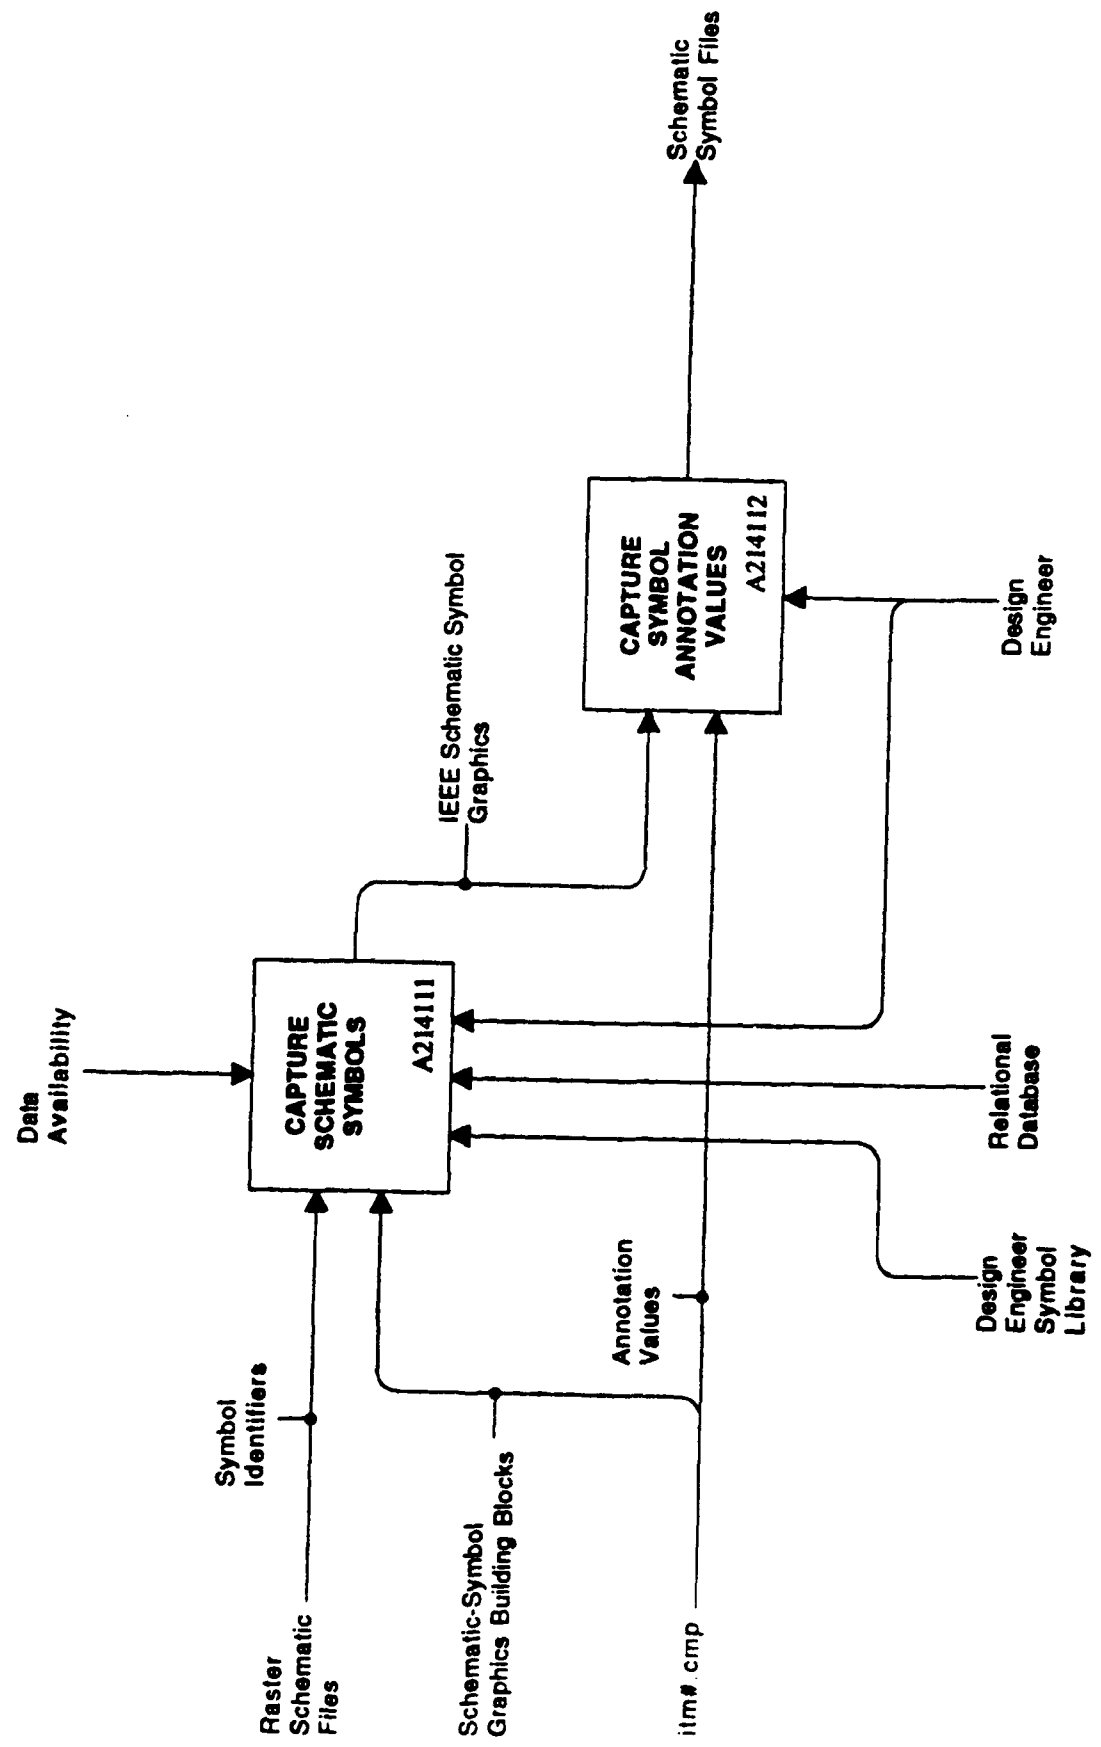 Data
Availability
Raster
Schematic
Files
Symbol
Identifiers
CAPTURE
SCHEMATIC
SYMBOLS
A214111
IEEE Schematic Symbol
Graphics
Schematic-Symbol
Graphics Building Blocks
Annotation
Values
itm#.cmp
CAPTURE
SYMBOL
ANNOTATION
VALUES
A214112
Schematic
Symbol Files
Design
Engineer
Symbol
Library
Relational
Database
Design
Engineer